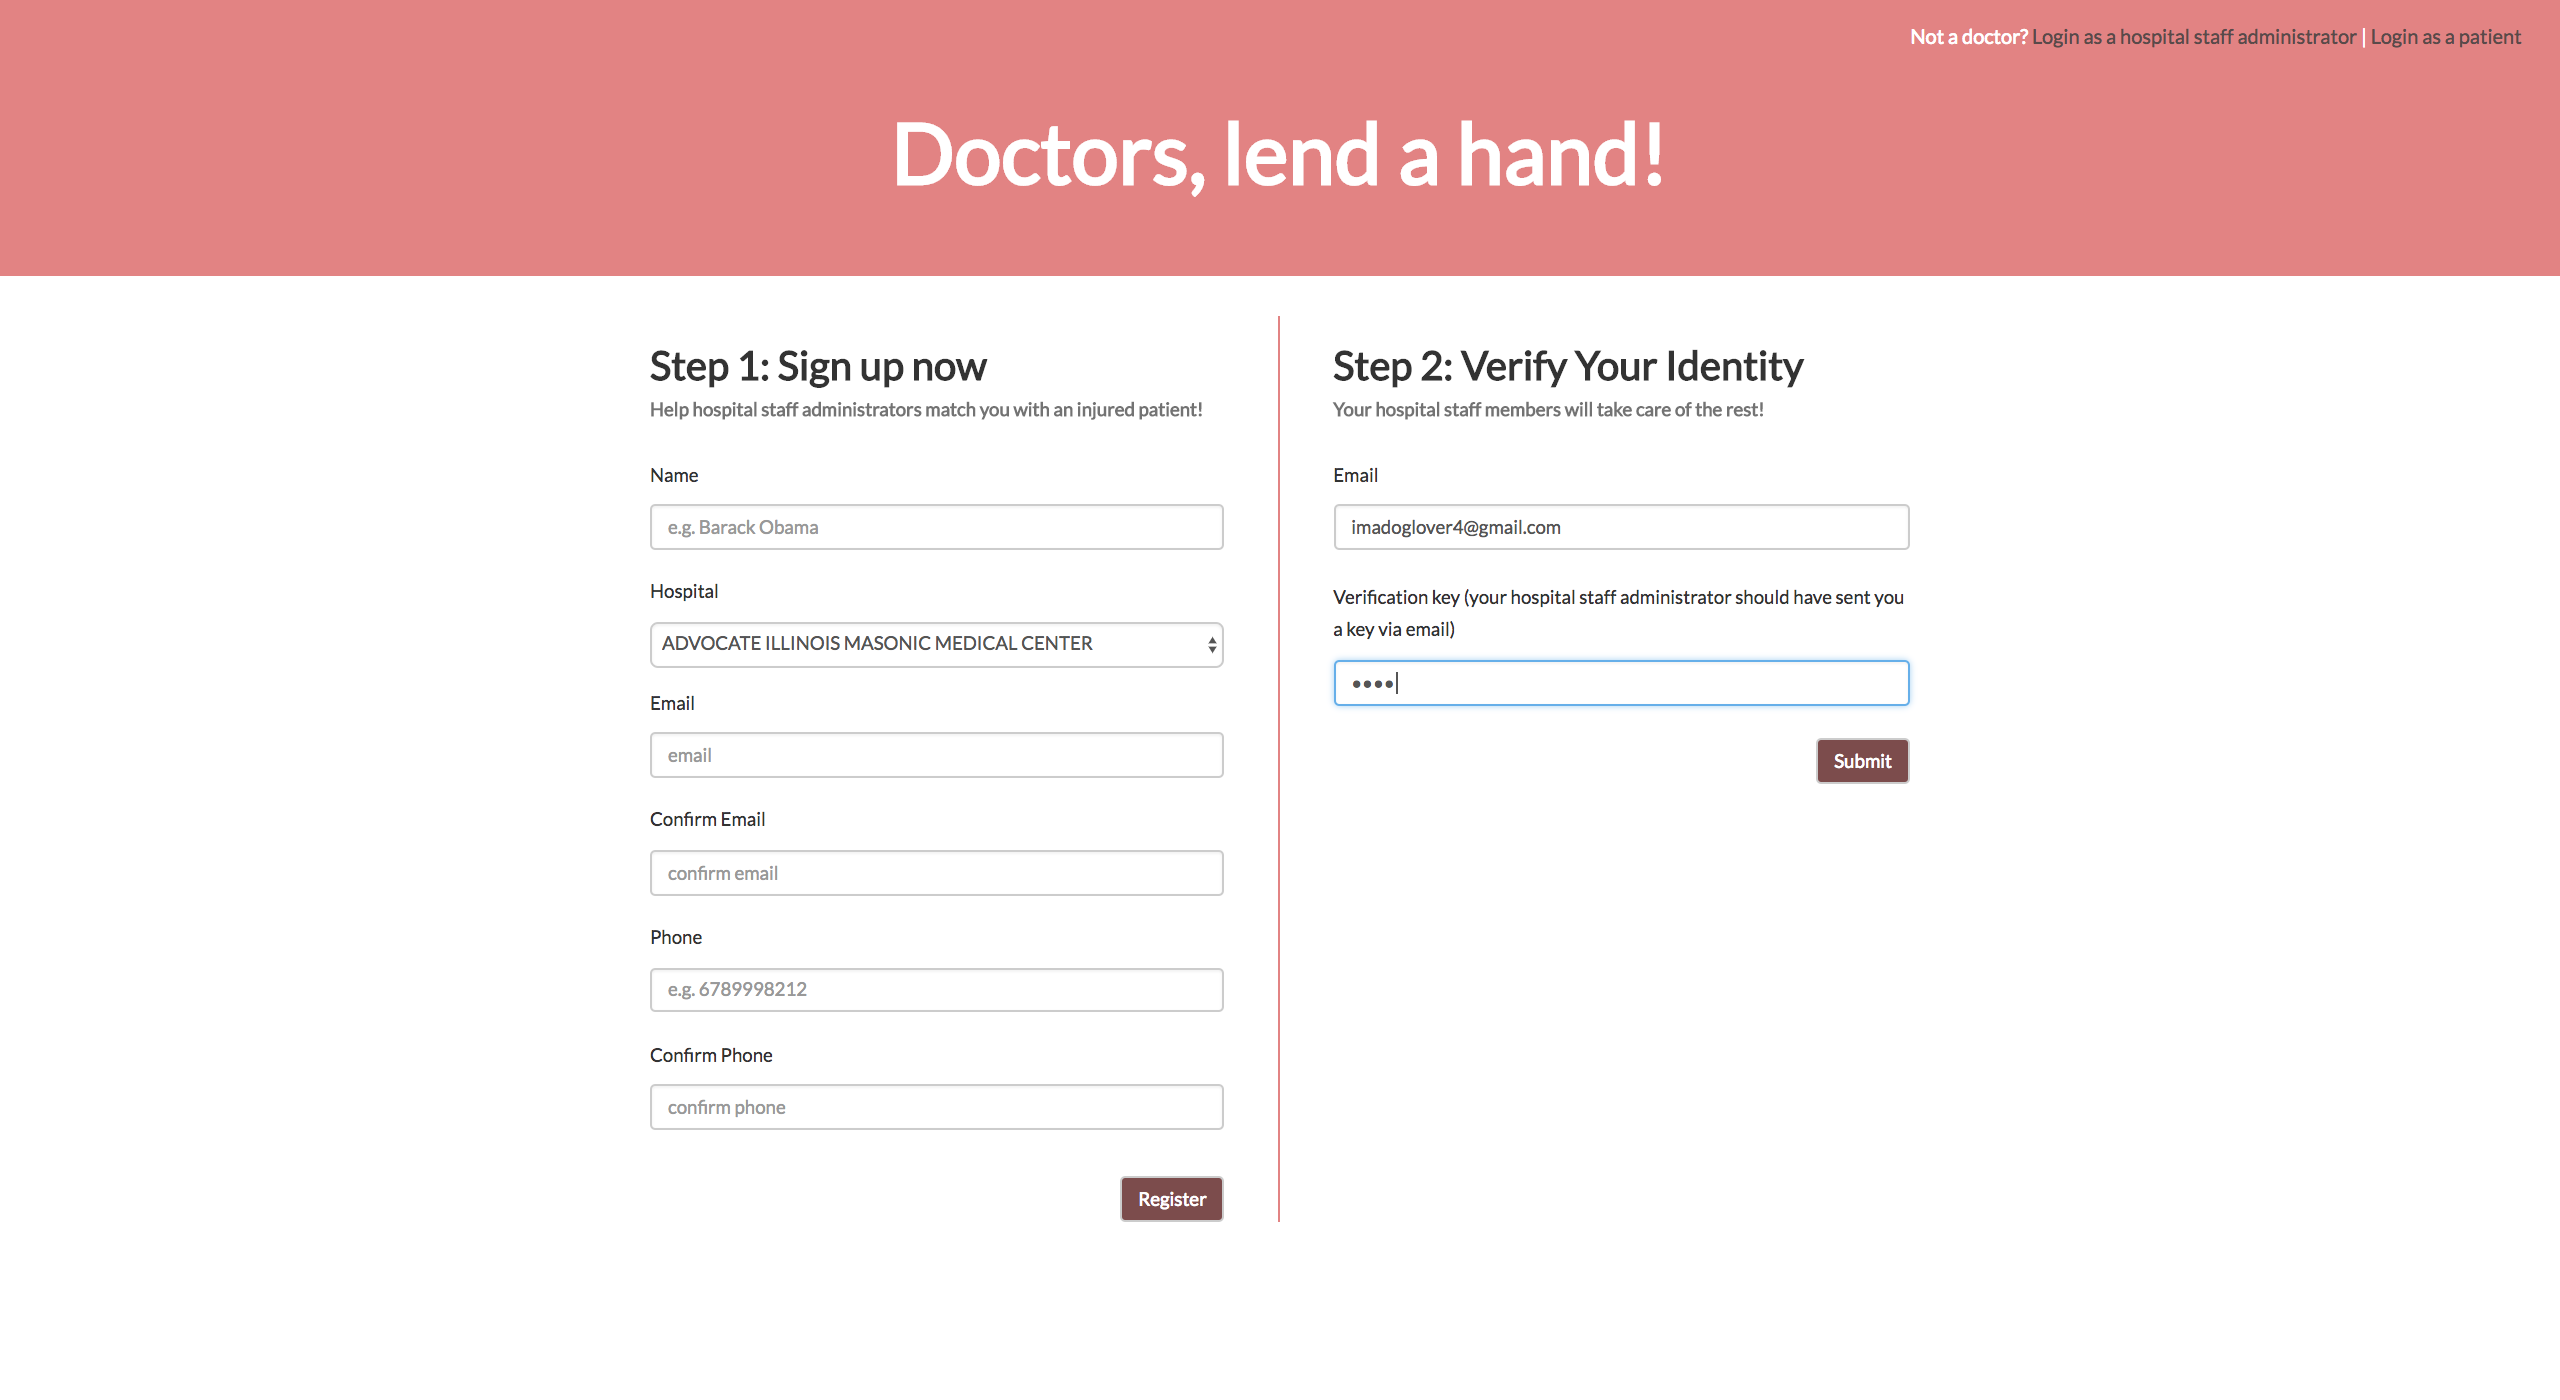 Not a doctor? Login as a hospital staff administrator | Login as a patient
Doctors, lend a hand!
Step 1: Sign up now
Help hospital staff administrators match you with an injured patient!
Name
e.g. Barack Obama
Hospital
ADVOCATE ILLINOIS MASONIC MEDICAL CENTER
Email
email
Confirm Email
confirm email
Phone
e.g. 6789998212
Confirm Phone
confirm phone
Register
Step 2: Verify Your Identity
Your hospital staff members will take care of the rest!
Email
imadoglover4@gmail.com
Verification key (your hospital staff administrator should have sent you
a key via email)
••••
Submit